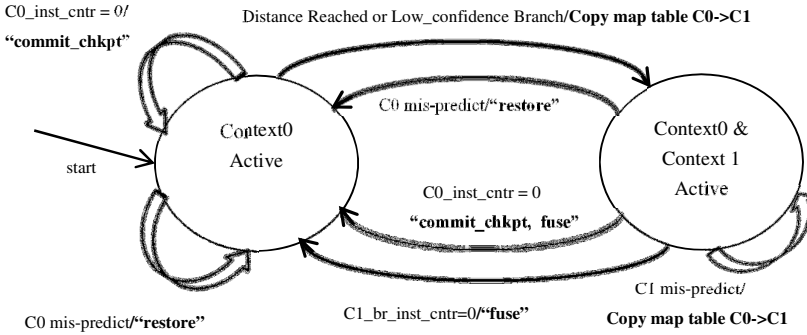 C0_inst_cntr = 0/
“commit_chkpt”
Distance Reached or Low_confidence Branch/Copy map table C0->C1
C0 mis-predict/“restore”
Context0
Active
Context0 &
Context 1
Active
start
C0_inst_cntr = 0
“commit_chkpt, fuse”
C0 mis-predict/“restore”
C1_br_inst_cntr=0/“fuse”
C1 mis-predict/
Copy map table C0->C1